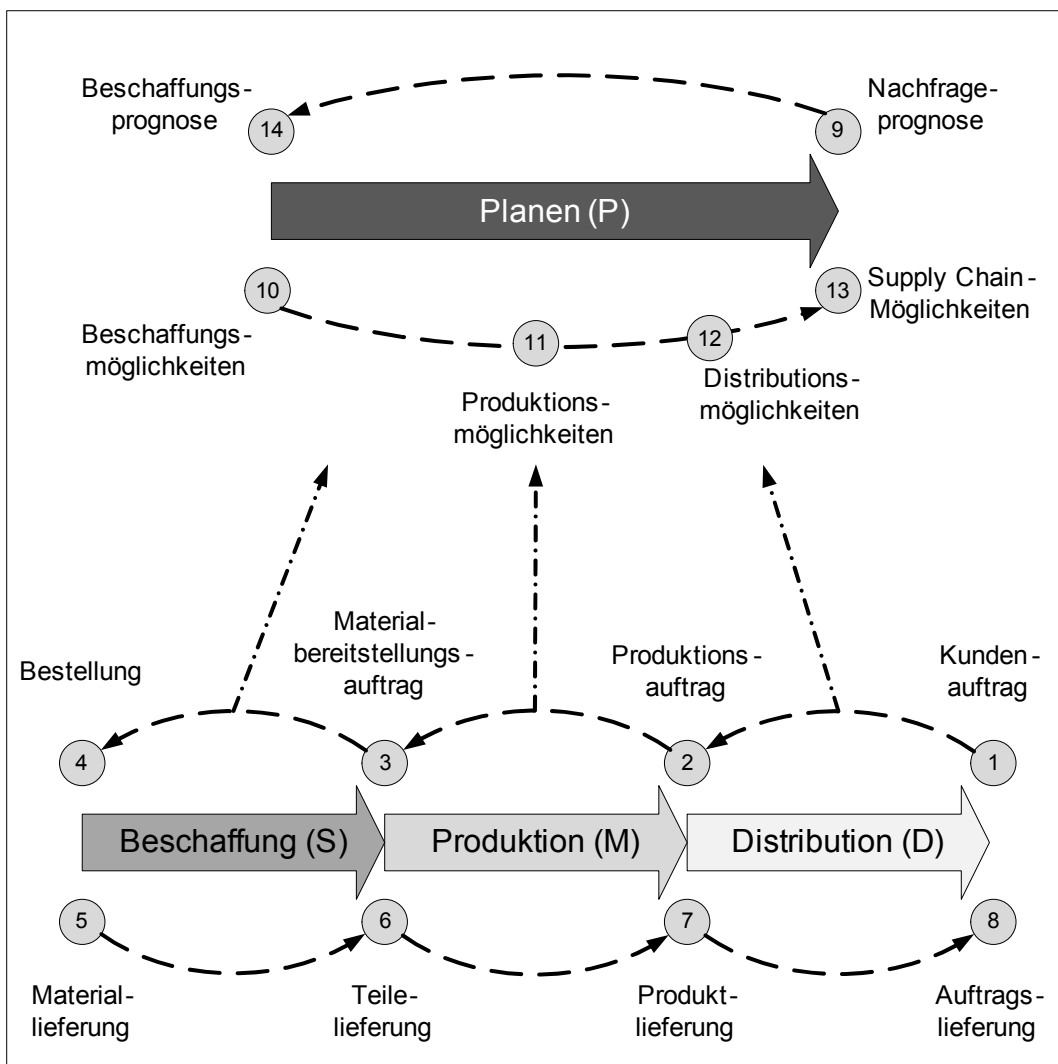 Beschaffungs-
prognose
14
9
Nachfrage-
prognose
Planen (P)
10
13
Supply Chain-
Möglichkeiten
Beschaffungs-
möglichkeiten
11
12
Produktions-
möglichkeiten
Distributions-
möglichkeiten
Bestellung
Material-
bereitstellungs-
auftrag
Produktions-
auftrag
Kunden-
auftrag
4
3
2
1
Beschaffung (S)
Produktion (M)
Distribution (D)
5
6
7
8
Material-
lieferung
Teile-
lieferung
Produkt-
lieferung
Auftrags-
lieferung